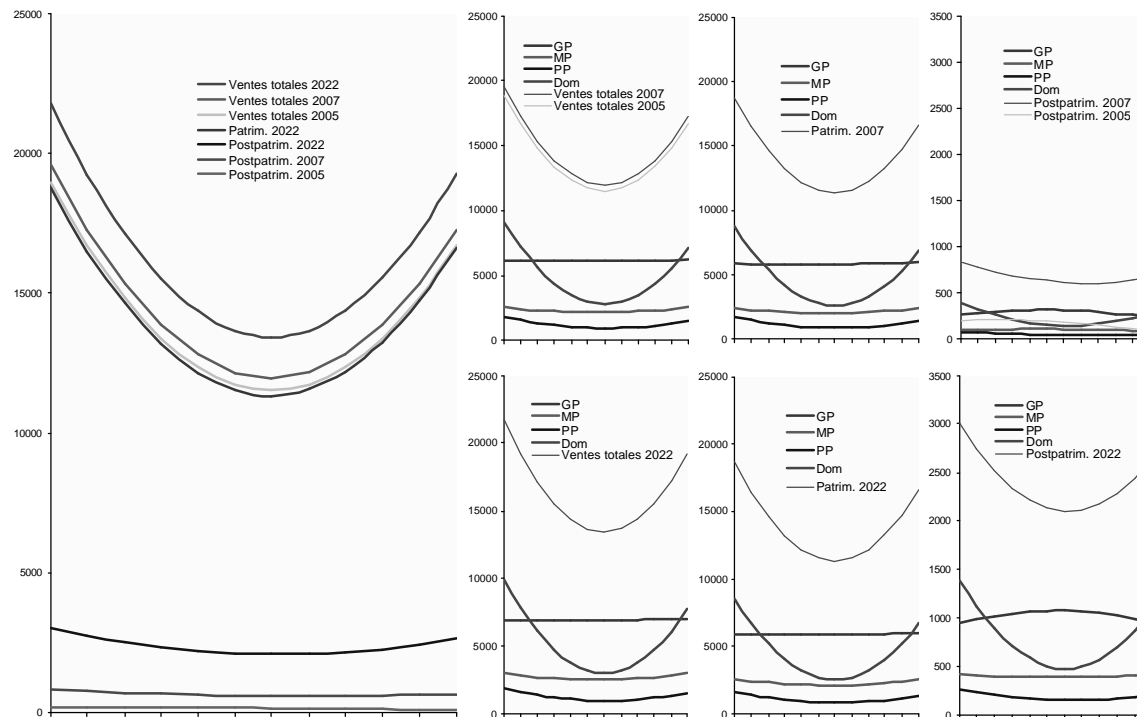 25000
20000
15000
10000
5000
0
Ventes totales 2022
Ventes totales 2007
Ventes totales 2005
Patrim. 2022
Postpatrim. 2022
Postpatrim. 2007
Postpatrim. 2005
25000
20000
15000
10000
5000
0
GP
MP
PP
Dom
Ventes totales 2007
Ventes totales 2005
25000
20000
15000
10000
5000
0
GP
MP
PP
Dom
Patrim. 2007
3500
3000
2500
2000
1500
1000
500
0
GP
MP
PP
Dom
Postpatrim. 2007
Postpatrim. 2005
25000
20000
15000
10000
5000
0
GP
MP
PP
Dom
Ventes totales 2022
25000
20000
15000
10000
5000
0
GP
MP
PP
Dom
Patrim. 2022
3500
3000
2500
2000
1500
1000
500
0
GP
MP
PP
Dom
Postpatrim. 2022